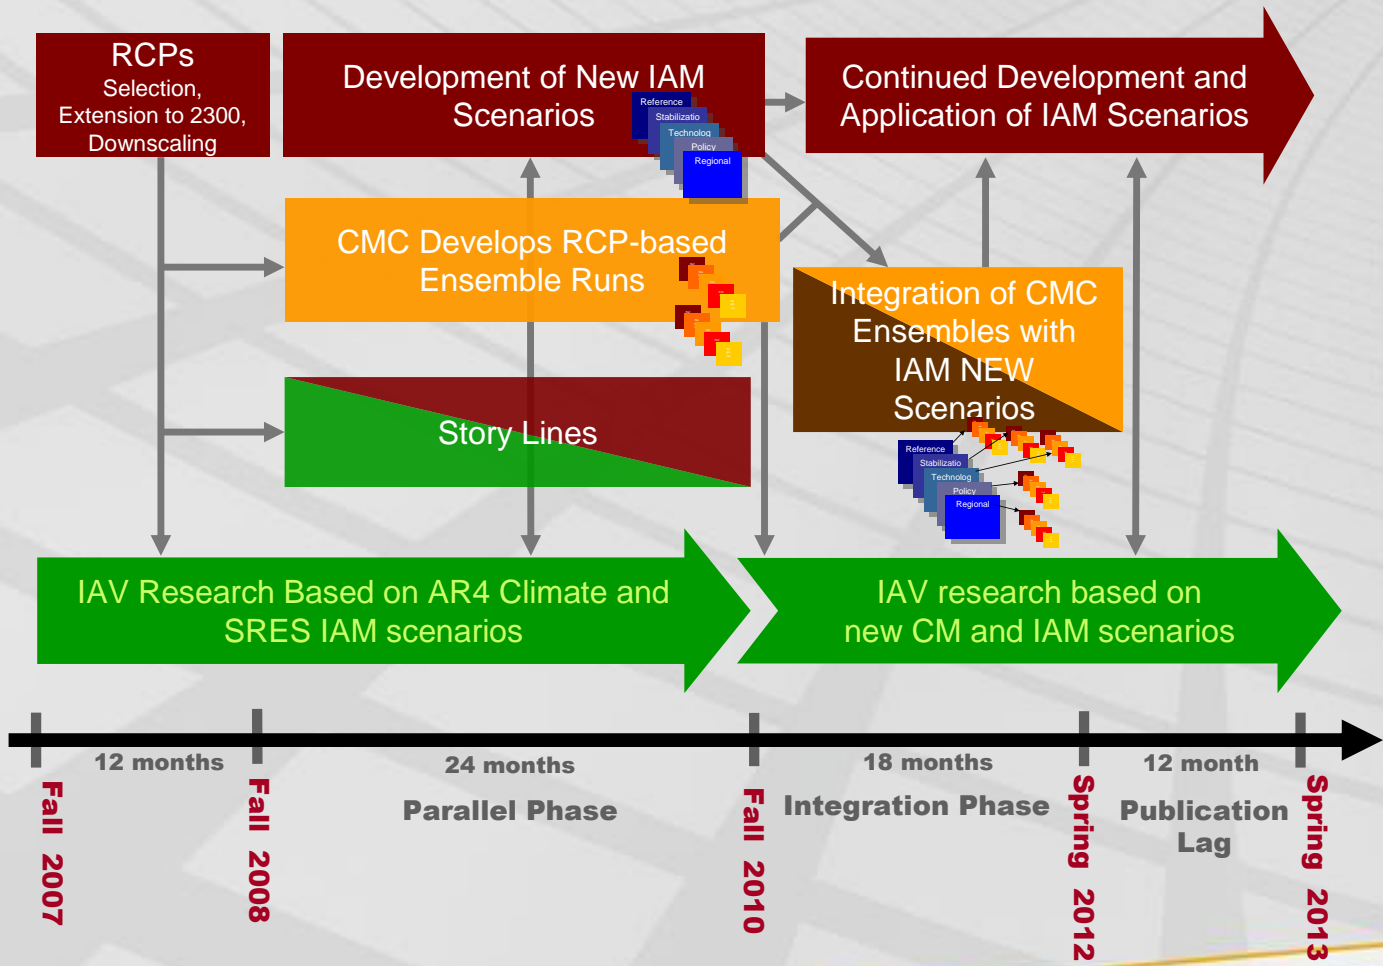 RCPs
Selection,
Extension to 2300,
Downscaling
Development of New IAM
Scenarios
Reference
Stabilizatio
Technolog
Policy
Regional
Continued Development and
Application of IAM Scenarios
CMC Develops RCP-based
Ensemble Runs
Integration of CMC
Ensembles with
IAM NEW
Scenarios
Story Lines
Reference
Stabilizatio
Technolog
Policy
Regional
IAV Research Based on AR4 Climate and
SRES IAM scenarios
IAV research based on
new CM and IAM scenarios
12 months
24 months
18 months
12 month
Parallel Phase
Integration Phase
Publication
Lag
Fall 2007
Fall 2008
Fall 2010
Spring 2012
Spring 2013